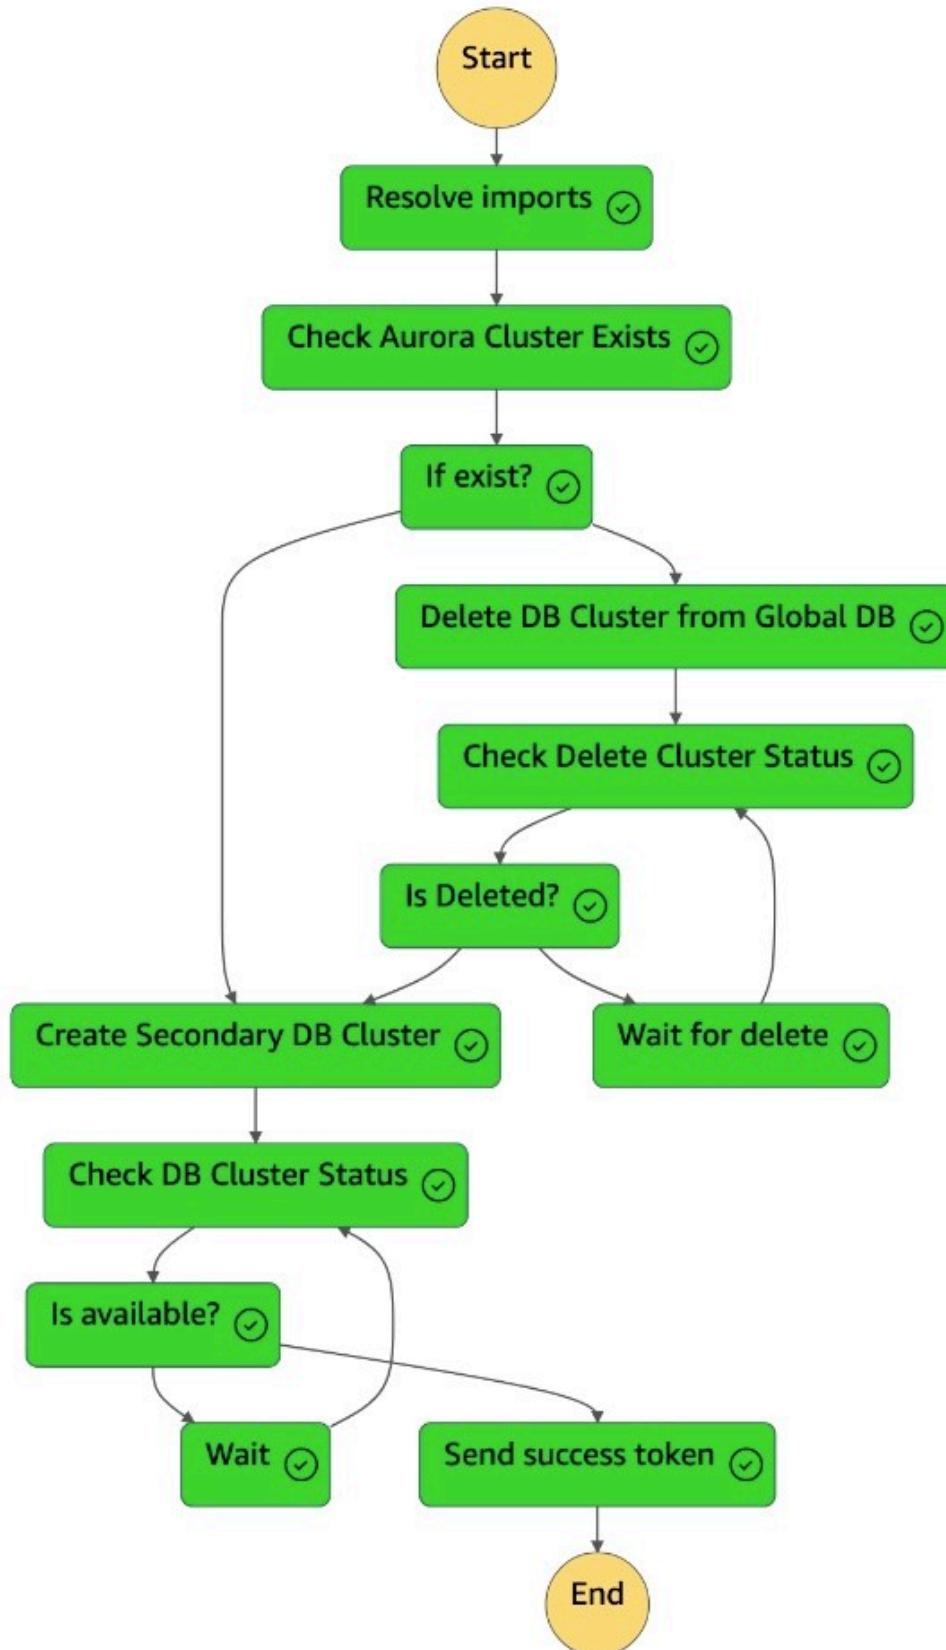 Start
Resolve imports
Check Aurora Cluster Exists
If exist?
Delete DB Cluster from Global DB
Check Delete Cluster Status
Is Deleted?
Create Secondary DB Cluster
Wait for delete
Check DB Cluster Status
Is available?
Wait
Send success token
End